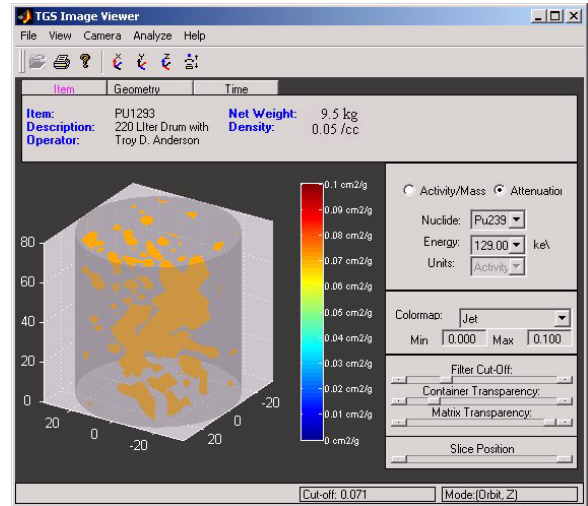 TGS Image Viewer
File View Camera Analyze Help
X Y Z
Item Geometry Time
Item: PU1293 Net Weight: 9.5 kg
Description: 220 LIter Drum with Density: 0.05 /cc
Operator: Troy D. Anderson
Activity/Mass Attenuation
Nuclide: Pu239
Energy: 129.00 ke\
Units: Activity
Colormap: Jet
Min 0.000 Max 0.100
Filter Cut-Off:
Container Transparency:
Matrix Transparency:
Slice Position
0.1 cm2/g
0.09 cm2/g
0.08 cm2/g
0.07 cm2/g
0.06 cm2/g
0.05 cm2/g
0.04 cm2/g
0.03 cm2/g
0.02 cm2/g
0.01 cm2/g
0 cm2/g
80
60
40
20
0
20
0
-20
20
0
-20
Cut-off: 0.071 Mode:(Orbit, Z)